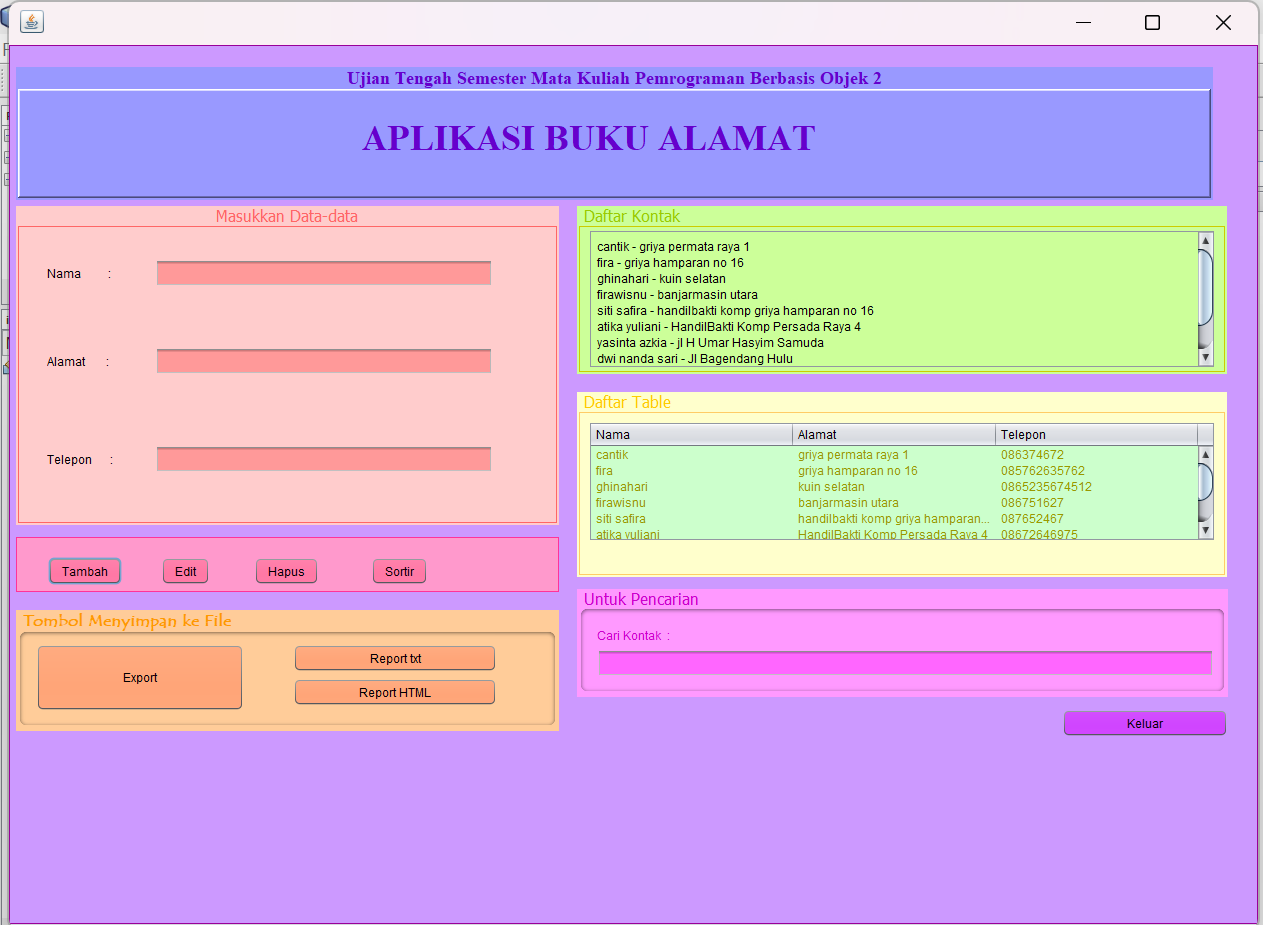 Ujian Tengah Semester Mata Kuliah Pemrograman Berbasis Objek 2
APLIKASI BUKU ALAMAT
Masukkan Data-data
Nama :
Alamat :
Telepon :
Tambah Edit Hapus Sortir
Tombol Menyimpan ke File
Export
Report txt
Report HTML
Daftar Kontak
cantik - griya permata raya 1
fira - griya hamparan no 16
ghinahari - kuin selatan
firawisnu - banjarmasin utara
siti safira - handilbakti komp griya hamparan no 16
atika yuliani - HandilBakti Komp Persada Raya 4
yasinta azkia - jl H Umar Hasyim Samuda
dwi nanda sari - Jl Bagendang Hulu
Daftar Table
Nama Alamat Telepon
cantik griya permata raya 1 086374672
fira griya hamparan no 16 085762635762
ghinahari kuin selatan 0865235674512
firawisnu banjarmasin utara 086751627
siti safira handilbakti komp griya hamparan... 087652467
atika yuliani HandilBakti Komp Persada Raya 4 08672646975
Untuk Pencarian
Cari Kontak :
Keluar